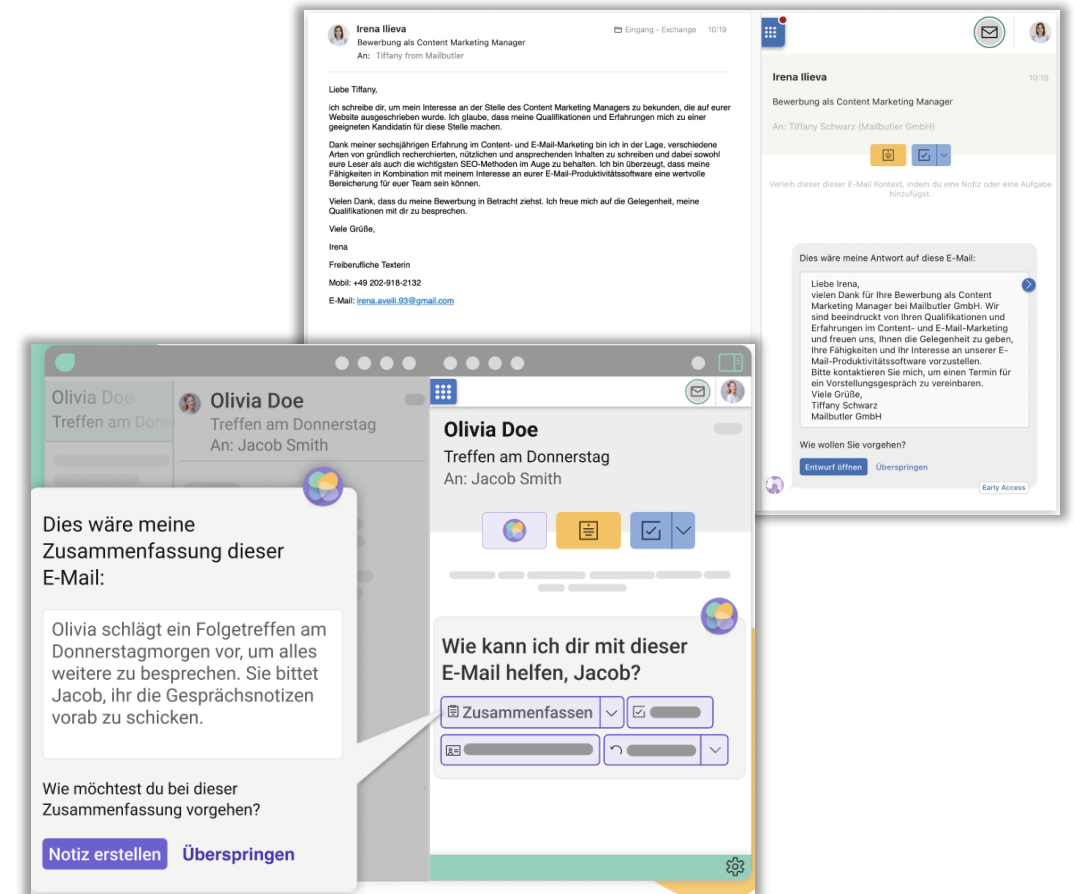 Irena Ilieva
Eingang - Exchange 10:19
Bewerbung als Content Marketing Manager
An: Tiffany from Mailbutler
Liebe Tiffany,
ich schreibe dir, um mein Interesse an der Stelle des Content Marketing Managers zu bekunden, die auf eurer
Website ausgeschrieben wurde. Ich glaube, dass meine Qualifikationen und Erfahrungen mich zu einer
geeigneten Kandidatin für diese Stelle machen.
Dank meiner sechsjährigen Erfahrung im Content- und E-Mail-Marketing bin ich in der Lage, verschiedene
Arten von gründlich recherchierten, nützlichen und ansprechenden Inhalten zu schreiben und dabei sowohl
eure Leser als auch die wichtigsten SEO-Methoden im Auge zu behalten. Ich bin überzeugt, dass meine
Fähigkeiten in Kombination mit meinem Interesse an eurer E-Mail-Produktivitätssoftware eine wertvolle
Bereicherung für euer Team sein können.
Vielen Dank, dass du meine Bewerbung in Betracht ziehst. Ich freue mich auf die Gelegenheit, meine
Qualifikationen mit dir zu besprechen.
Viele Grüße,
Irena
Freiberufliche Texterin
Mobil: +49 202-918-2132
E-Mail: irena.aveili.93@gmail.com
Irena Ilieva
10:19
Bewerbung als Content Marketing Manager
An: Tiffany Schwarz (Mailbutler GmbH)
Verleih dieser dieser E-Mail Kontext, indem du eine Notiz oder eine Aufgabe
hinzufügst.
Dies wäre meine Antwort auf diese E-Mail:
Liebe Irena,
vielen Dank für Ihre Bewerbung als Content
Marketing Manager bei Mailbutler GmbH. Wir
sind beeindruckt von Ihren Qualifikationen und
Erfahrungen im Content- und E-Mail-Marketing
und freuen uns, Ihnen die Gelegenheit zu geben,
Ihre Fähigkeiten und Ihr Interesse an unserer E-
Mail-Produktivitätssoftware vorzustellen.
Bitte kontaktieren Sie mich, um einen Termin für
ein Vorstellungsgespräch zu vereinbaren.
Viele Grüße,
Tiffany Schwarz
Mailbutler GmbH
Wie wollen Sie vorgehen?
Entwurf öffnen Überspringen
Early Access
Olivia Doe
Treffen am Donn
Olivia Doe
Treffen am Donnerstag
An: Jacob Smith
Olivia Doe
Treffen am Donnerstag
An: Jacob Smith
Dies wäre meine
Zusammenfassung dieser
E-Mail:
Olivia schlägt ein Folgetreffen am
Donnerstagmorgen vor, um alles
weitere zu besprechen. Sie bittet
Jacob, ihr die Gesprächsnotizen
vorab zu schicken.
Wie möchtest du bei dieser
Zusammenfassung vorgehen?
Notiz erstellen Überspringen
Wie kann ich dir mit dieser
E-Mail helfen, Jacob?
Zusammenfassen